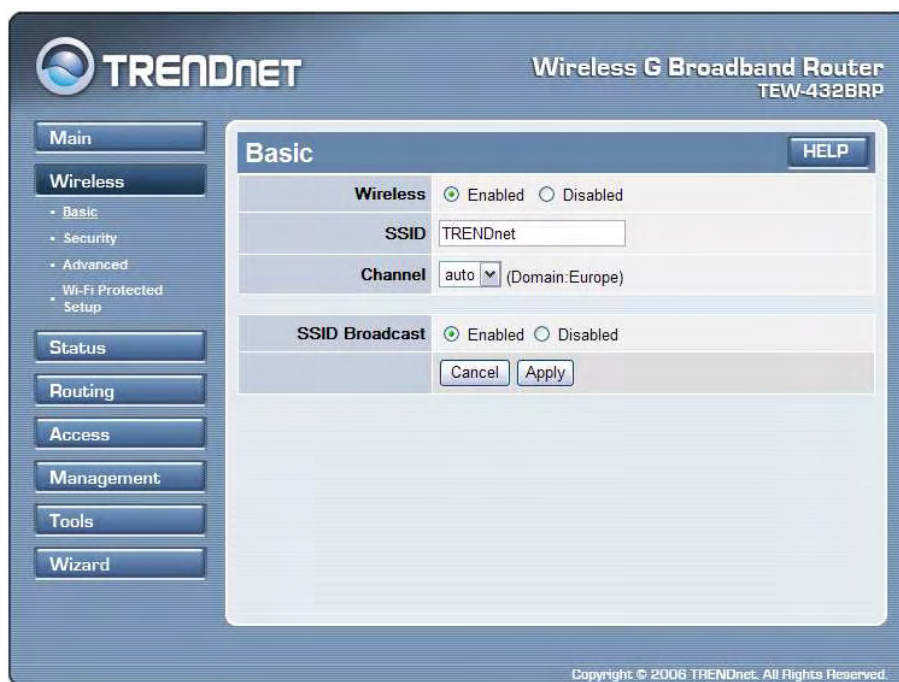 TRENDnet
Wireless G Broadband Router
TEW-432BRP
Main
Wireless
Basic
Security
Advanced
Wi-Fi Protected
Setup
Status
Routing
Access
Management
Tools
Wizard
Basic
HELP
Wireless Enabled Disabled
SSID TRENDnet
Channel auto (Domain:Europe)
SSID Broadcast Enabled Disabled
Cancel Apply
Copyright © 2006 TRENDnet. All Rights Reserved.